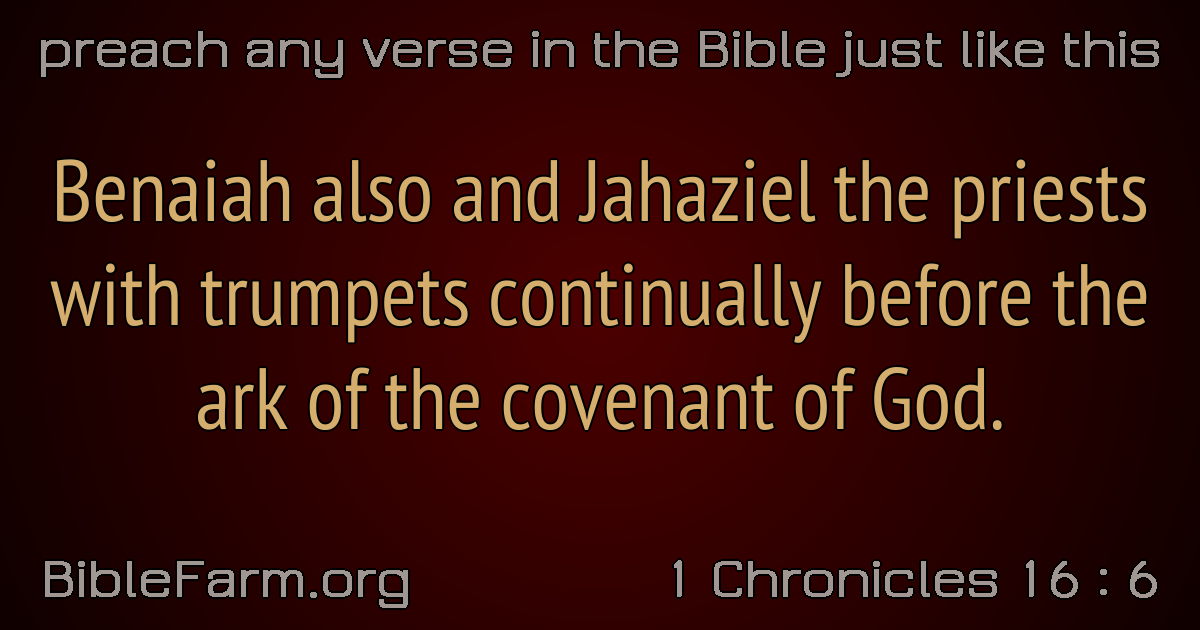 preach any verse in the Bible just like this
Benaiah also and Jahaziel the priests
with trumpets continually before the
ark of the covenant of God.
BibleFarm.org
1 Chronicles 16 : 6